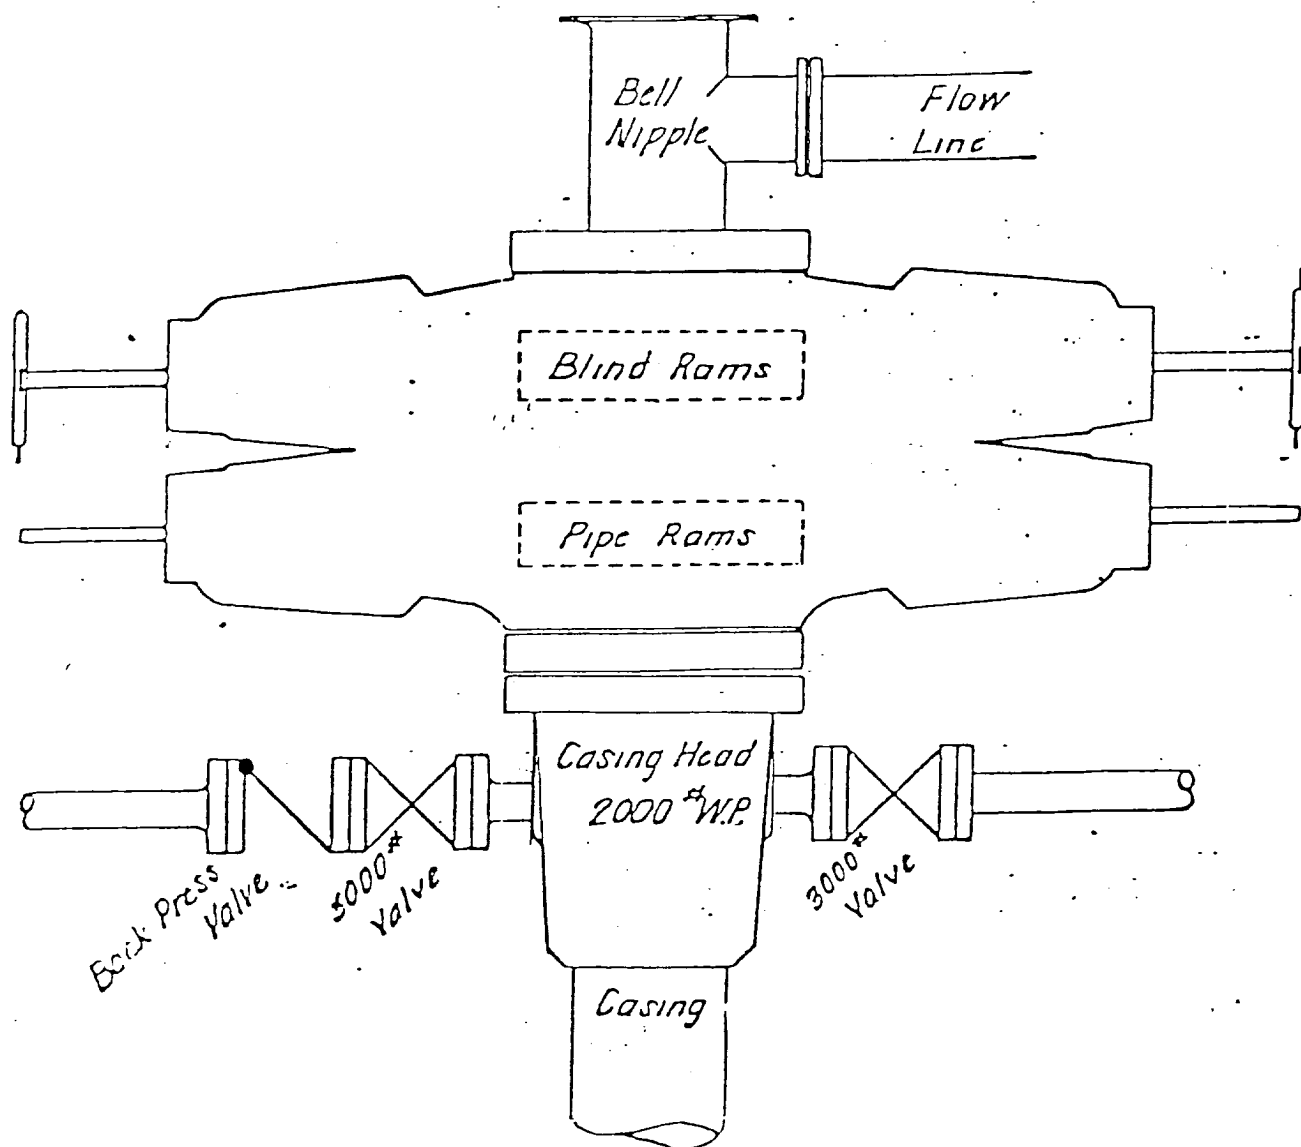 Bell
Nipple
Flow
Line
Blind Rams
Pipe Rams
Casing Head
2000 # W.P.
Back Press
Valve
3000#
Valve
3000#
Valve
Casing